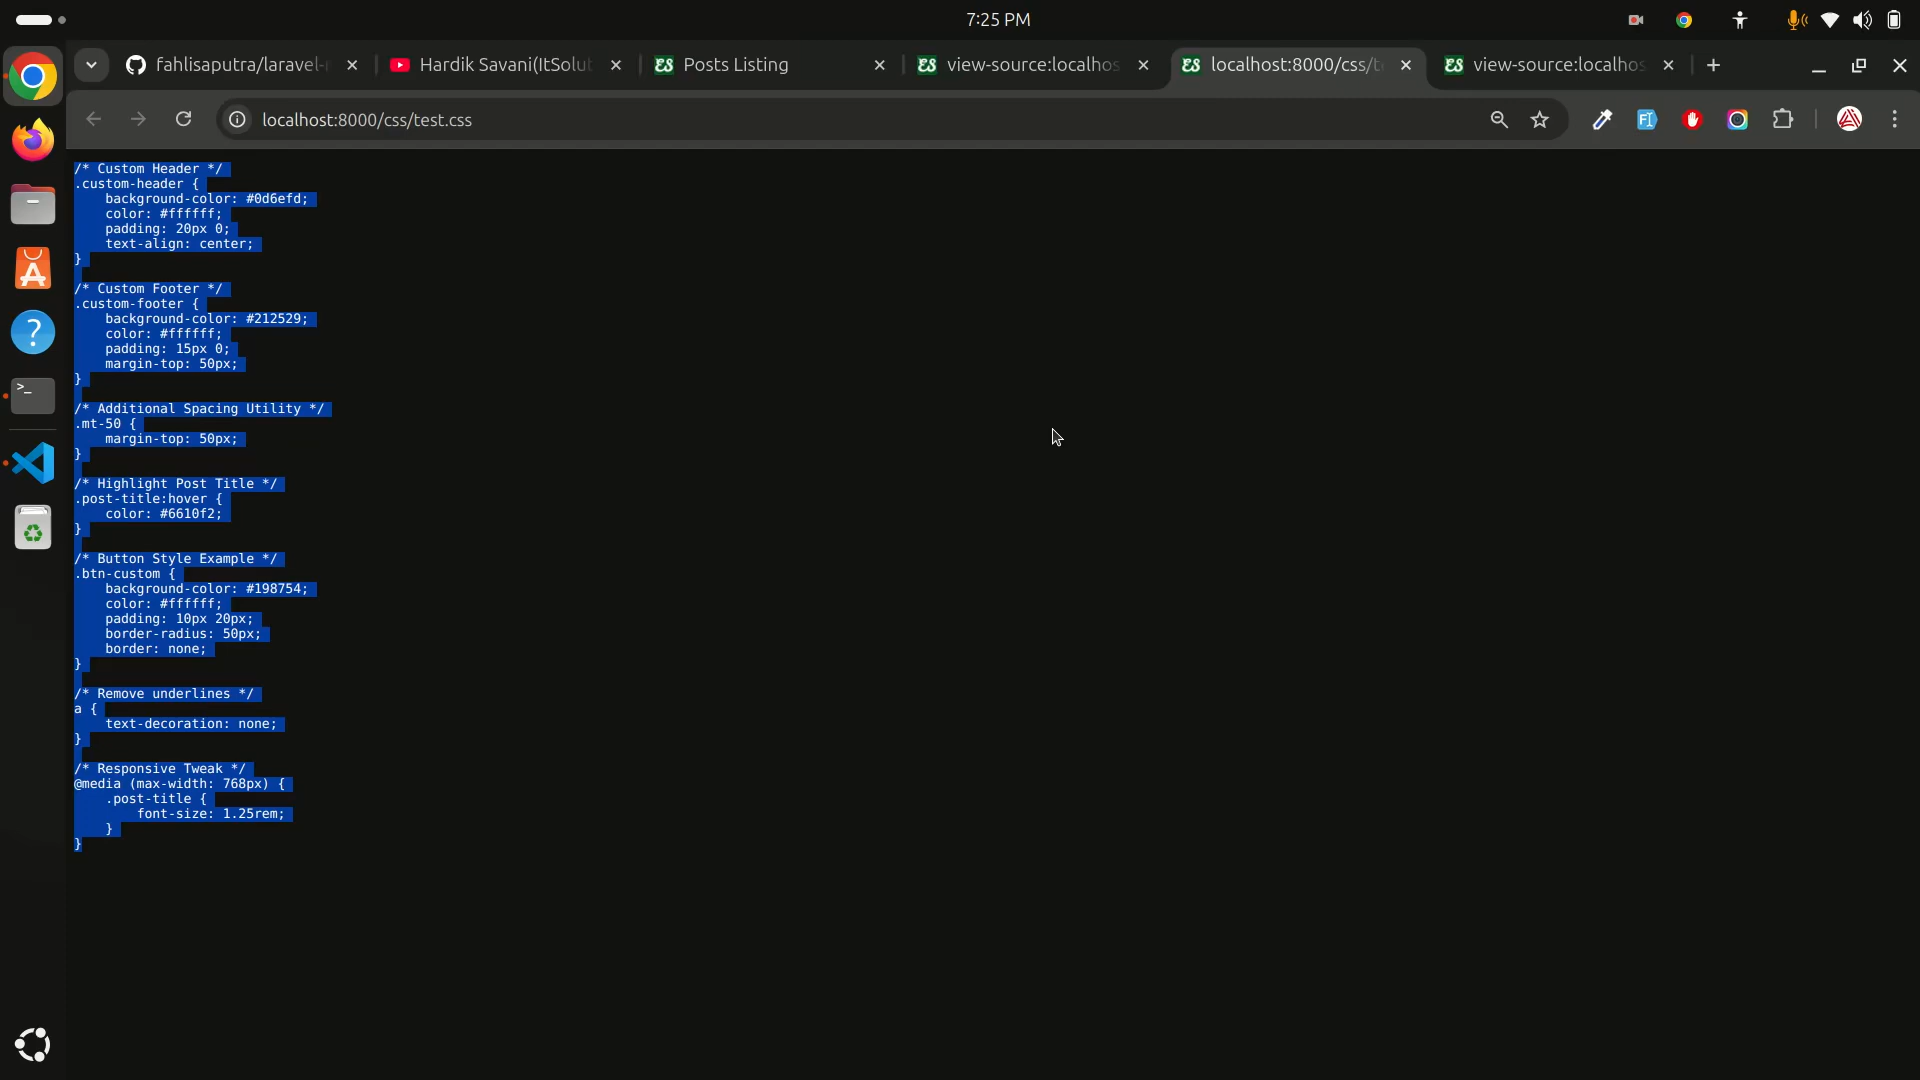 7:25 PM
fahlisaputra/laravel-
Hardik Savani(ItSolut
Posts Listing
view-source:localhos
localhost:8000/css/te
view-source:localhos
localhost:8000/css/test.css
/* Custom Header */
.custom-header {
    background-color: #0d6efd;
    color: #ffffff;
    padding: 20px 0;
    text-align: center;
}
/* Custom Footer */
.custom-footer {
    background-color: #212529;
    color: #ffffff;
    padding: 15px 0;
    margin-top: 50px;
}
/* Additional Spacing Utility */
.mt-50 {
    margin-top: 50px;
}
/* Highlight Post Title */
.post-title:hover {
    color: #6610f2;
}
/* Button Style Example */
.btn-custom {
    background-color: #198754;
    color: #ffffff;
    padding: 10px 20px;
    border-radius: 50px;
    border: none;
}
/* Remove underlines */
a {
    text-decoration: none;
}
/* Responsive Tweak */
@media (max-width: 768px) {
    .post-title {
        font-size: 1.25rem;
    }
}